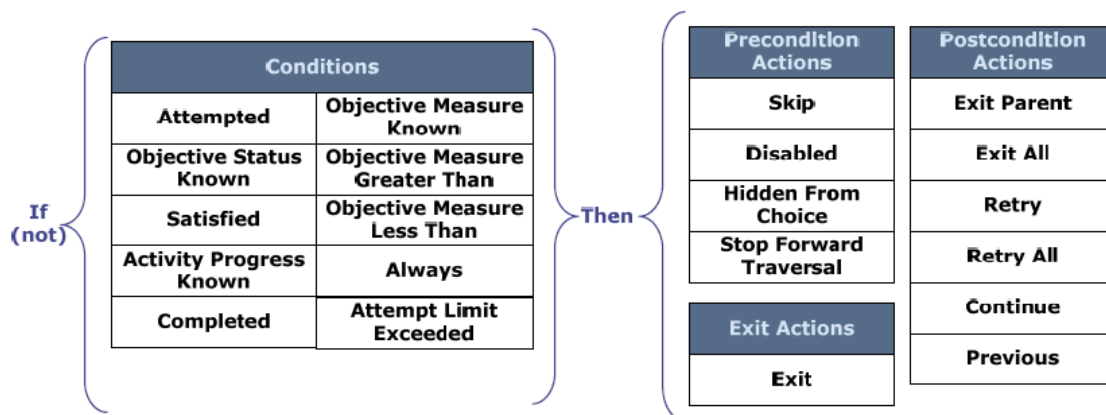 If
(not)
Conditions
Attempted
Objective Measure
Known
Objective Status
Known
Objective Measure
Greater Than
Satisfied
Objective Measure
Less Than
Activity Progress
Known
Always
Completed
Attempt Limit
Exceeded
Then
Precondition
Actions
Skip
Disabled
Hidden From
Choice
Stop Forward
Traversal
Exit Actions
Exit
Postcondition
Actions
Exit Parent
Exit All
Retry
Retry All
Continue
Previous